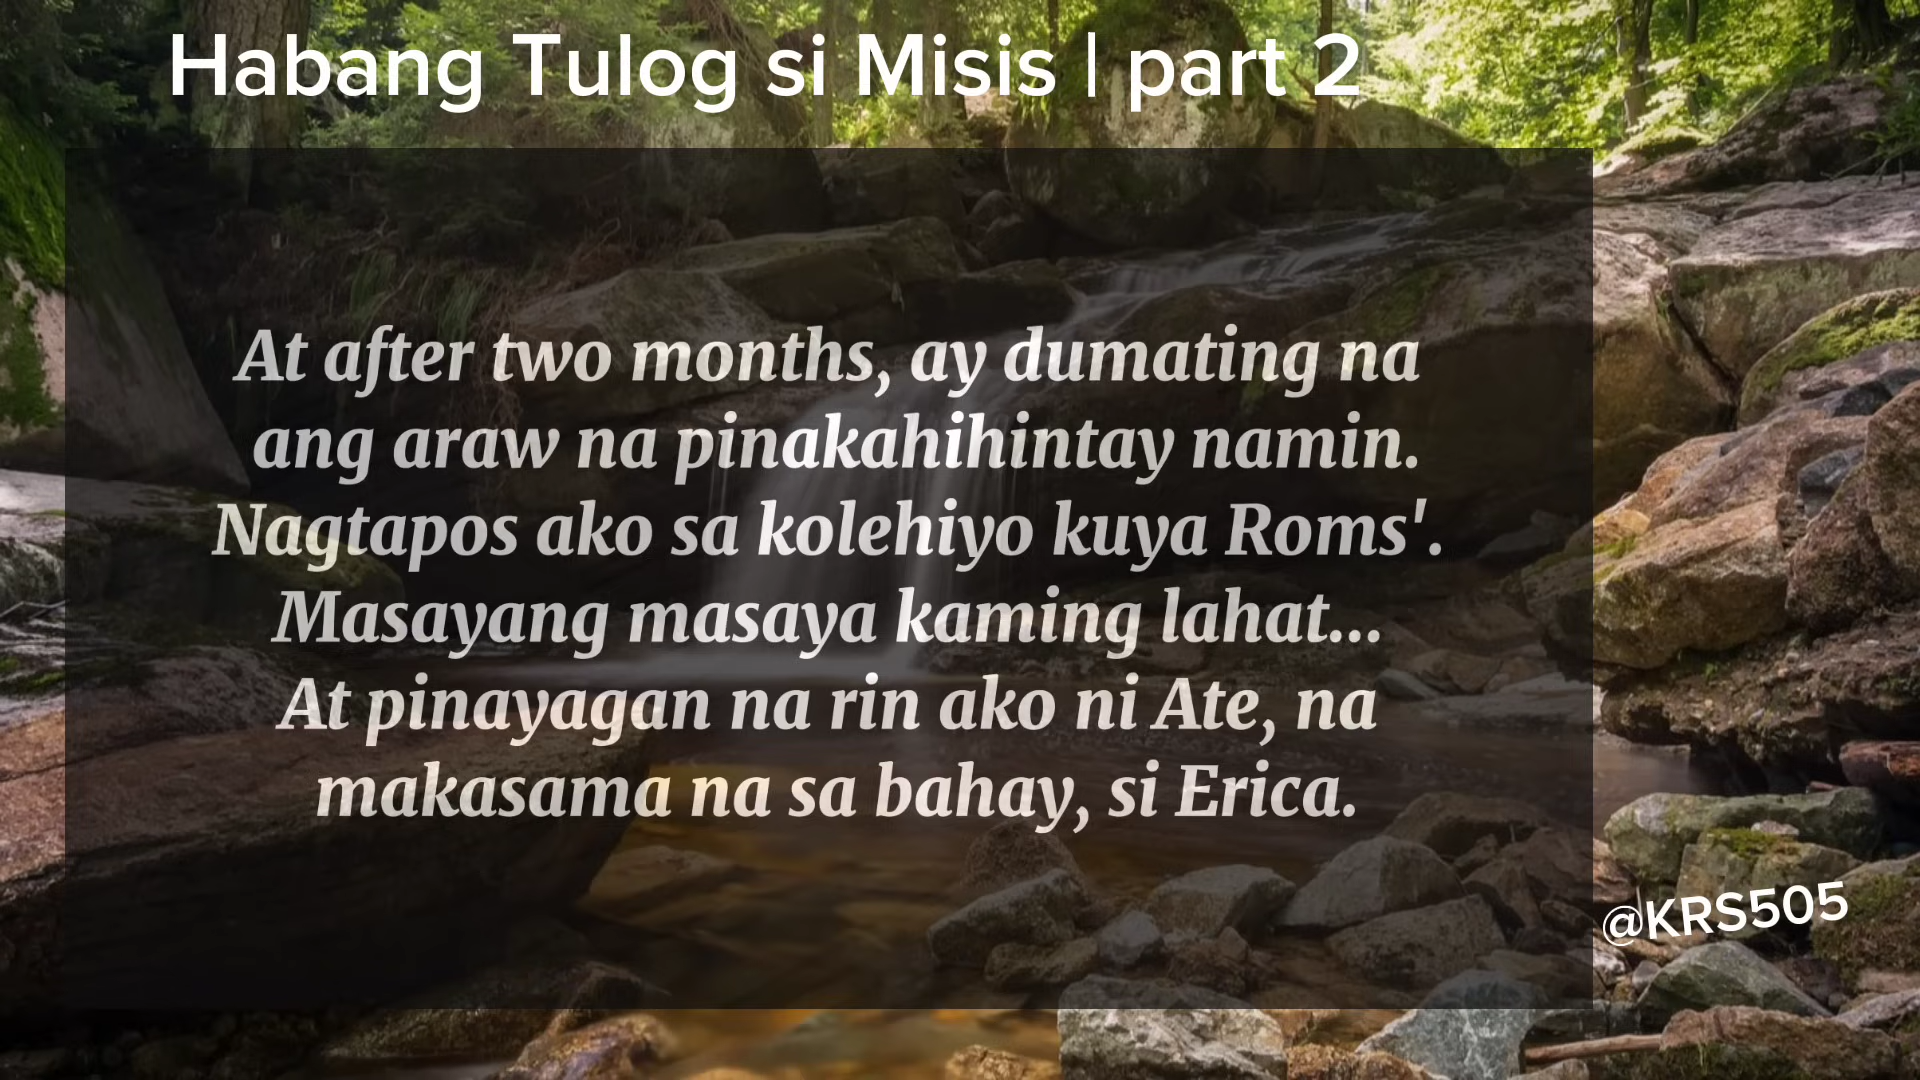 Habang Tulog si Misis | part 2
At after two months, ay dumating na
ang araw na pinakahihintay namin.
Nagtapos ako sa kolehiyo kuya Roms'.
Masayang masaya kaming lahat...
At pinayagan na rin ako ni Ate, na
makasama na sa bahay, si Erica.
@KRS505